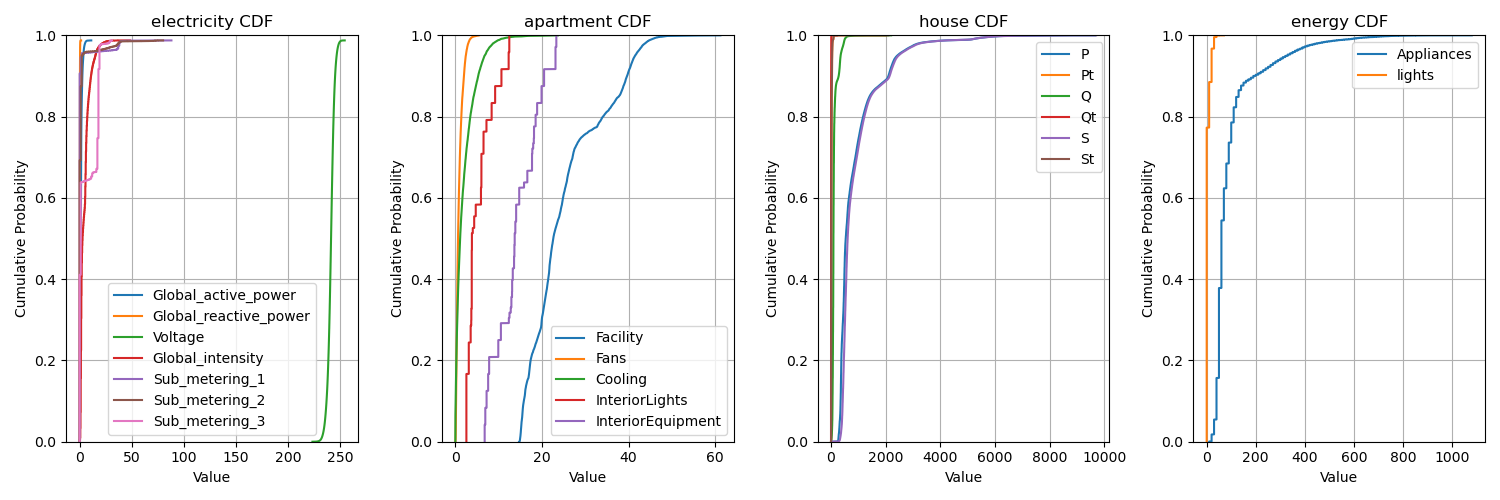 electricity CDF
Cumulative Probability
1.0
0.8
0.6
0.4
0.2
0.0
Global_active_power
Global_reactive_power
Voltage
Global_intensity
Sub_metering_1
Sub_metering_2
Sub_metering_3
0 50 100 150 200 250
Value
apartment CDF
Cumulative Probability
1.0
0.8
0.6
0.4
0.2
0.0
Facility
Fans
Cooling
InteriorLights
InteriorEquipment
0 20 40 60
Value
house CDF
Cumulative Probability
1.0
0.8
0.6
0.4
0.2
0.0
P
Pt
Q
Qt
S
St
0 2000 4000 6000 8000 10000
Value
energy CDF
Cumulative Probability
1.0
0.8
0.6
0.4
0.2
0.0
Appliances
lights
0 200 400 600 800 1000
Value